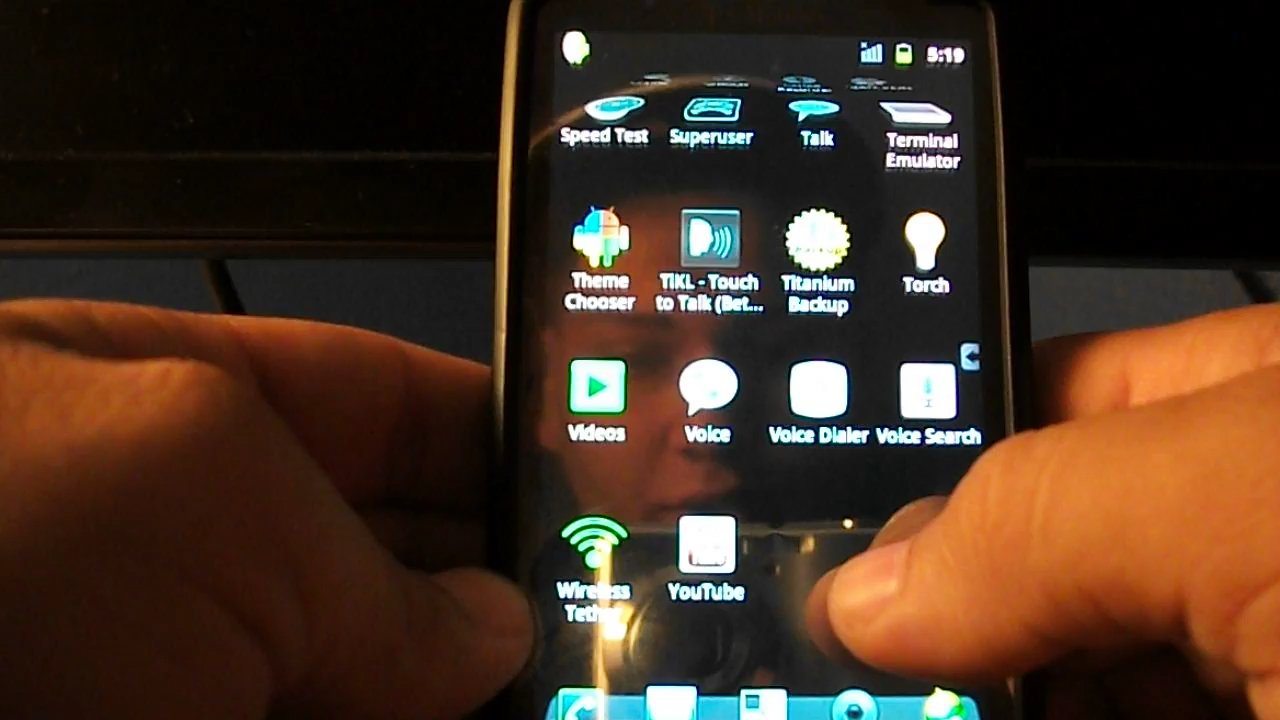 5:19
Speed Test Superuser Talk Terminal
Emulator
Theme TiKL - Touch Titanium Torch
Chooser to Talk (Bet... Backup
Videos Voice Voice Dialer Voice Search
Wireless YouTube
Tether